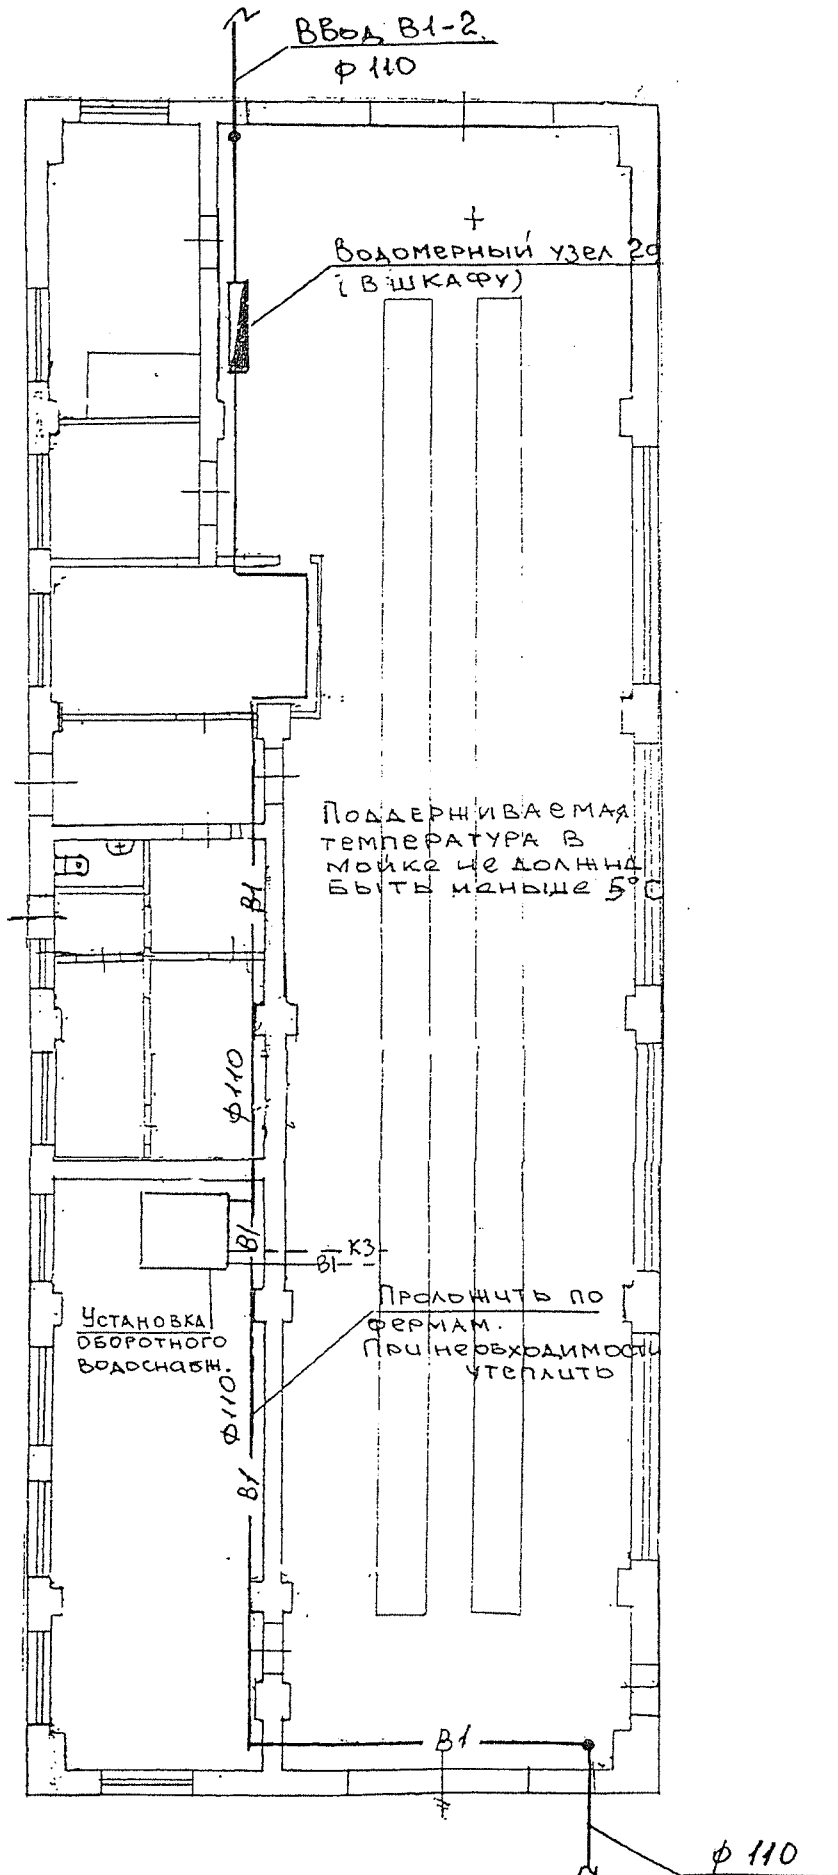 Ввод В1-2.
ф 110
Водомерный узел 2а
(в шкафу)
Поддерживаемая
температура в
мойке не должна
быть меньше 5°С
В1
ф110
В1
К3
В1
Установка
оборотного
водоснабж.
Проложить по
фермам.
При необходимости
утеплить
ф110
В1
В1
ф 110